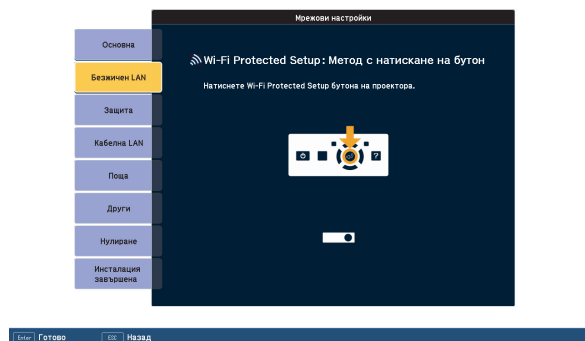 Мрежови настройки
Основна
Безжичен LAN
Защита
Кабелна LAN
Поща
Други
Нулиране
Инсталация
завършена
Wi-Fi Protected Setup: Метод с натискане на бутон
Натиснете Wi-Fi Protected Setup бутона на проектора.
?
Enter Готово
ESC Назад